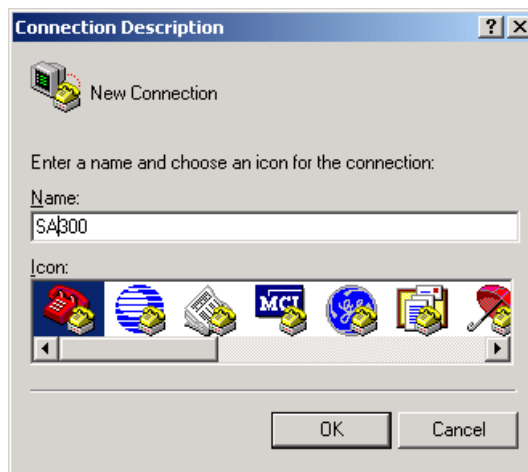 Connection Description
New Connection
Enter a name and choose an icon for the connection:
Name:
SA300
Icon:
MCI
OK
Cancel